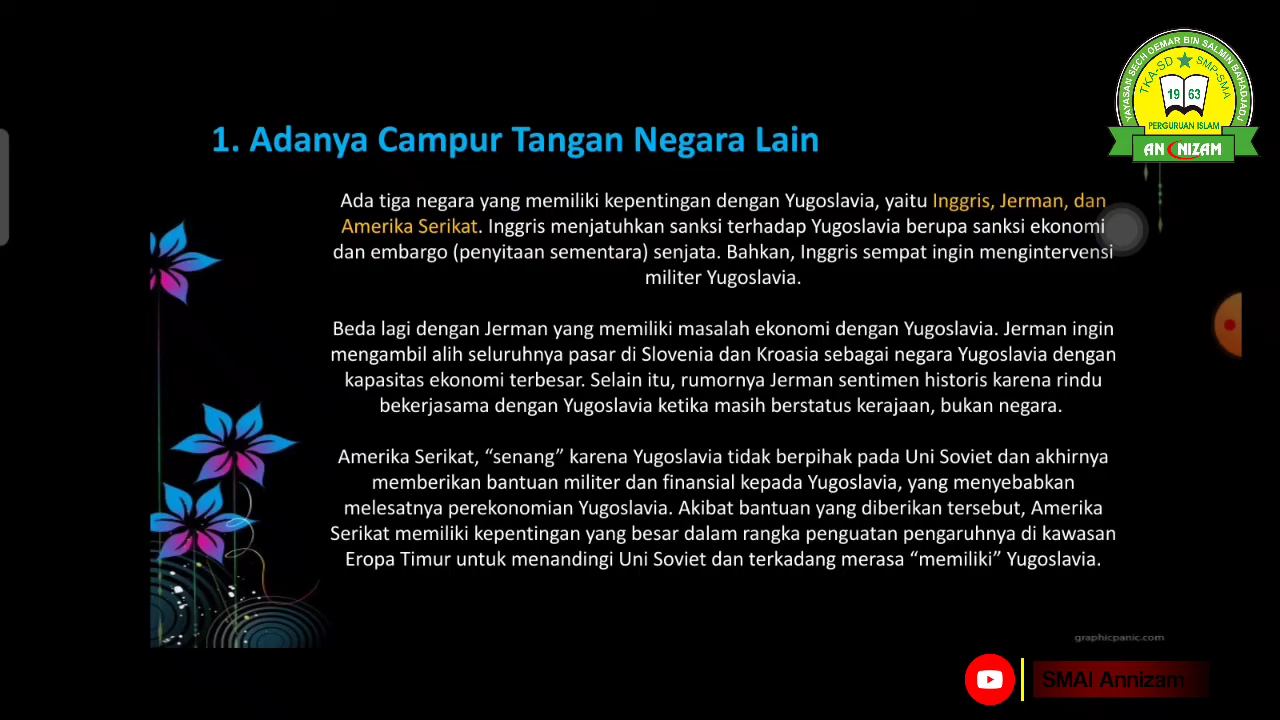 YAYASAN SECH OEMAR BIN SALMIN BAHADJADJ
TKA-SD SMP-SMA
19 63
PERGURUAN ISLAM
AN NIZAM
1. Adanya Campur Tangan Negara Lain
Ada tiga negara yang memiliki kepentingan dengan Yugoslavia, yaitu Inggris, Jerman, dan
Amerika Serikat. Inggris menjatuhkan sanksi terhadap Yugoslavia berupa sanksi ekonomi
dan embargo (penyitaan sementara) senjata. Bahkan, Inggris sempat ingin mengintervensi
militer Yugoslavia.
Beda lagi dengan Jerman yang memiliki masalah ekonomi dengan Yugoslavia. Jerman ingin
mengambil alih seluruhnya pasar di Slovenia dan Kroasia sebagai negara Yugoslavia dengan
kapasitas ekonomi terbesar. Selain itu, rumornya Jerman sentimen historis karena rindu
bekerjasama dengan Yugoslavia ketika masih berstatus kerajaan, bukan negara.
Amerika Serikat, “senang” karena Yugoslavia tidak berpihak pada Uni Soviet dan akhirnya
memberikan bantuan militer dan finansial kepada Yugoslavia, yang menyebabkan
melesatnya perekonomian Yugoslavia. Akibat bantuan yang diberikan tersebut, Amerika
Serikat memiliki kepentingan yang besar dalam rangka penguatan pengaruhnya di kawasan
Eropa Timur untuk menandingi Uni Soviet dan terkadang merasa “memiliki” Yugoslavia.
graphicpanic.com
SMAI Annizam